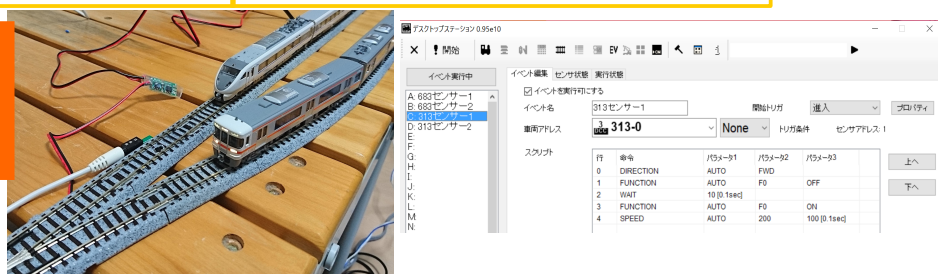 デスクトップステーション 0.95e10
! 開始
EV
イベント実行中
イベント編集 センサ状態 実行状態
イベントを実行可にする
イベント名 313センサー1 開始トリガ 進入 プロパティ
車両アドレス DCC 313-0 None トリガ条件 センサアドレス: 1
スクリプト
行 命令 パラメータ1 パラメータ2 パラメータ3
0 DIRECTION AUTO FWD
1 FUNCTION AUTO F0 OFF
2 WAIT 10 [0.1sec]
3 FUNCTION AUTO F0 ON
4 SPEED AUTO 200 100 [0.1sec]
上へ
下へ
A: 683センサー1
B: 683センサー2
C: 313センサー1
D: 313センサー2
E:
F:
G:
H:
I:
J:
K:
L:
M:
N: